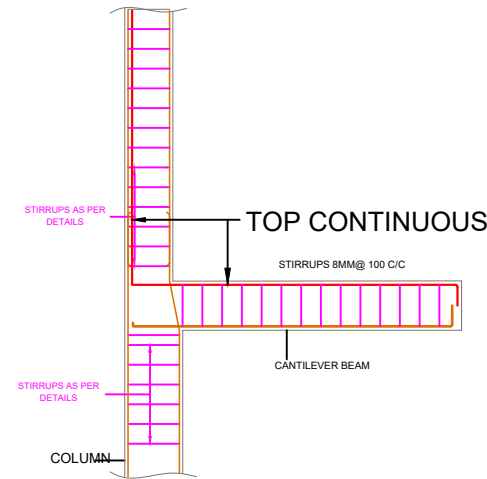 STIRRUPS AS PER
DETAILS
TOP CONTINUOUS
STIRRUPS 8MM@ 100 C/C
CANTILEVER BEAM
STIRRUPS AS PER
DETAILS
COLUMN